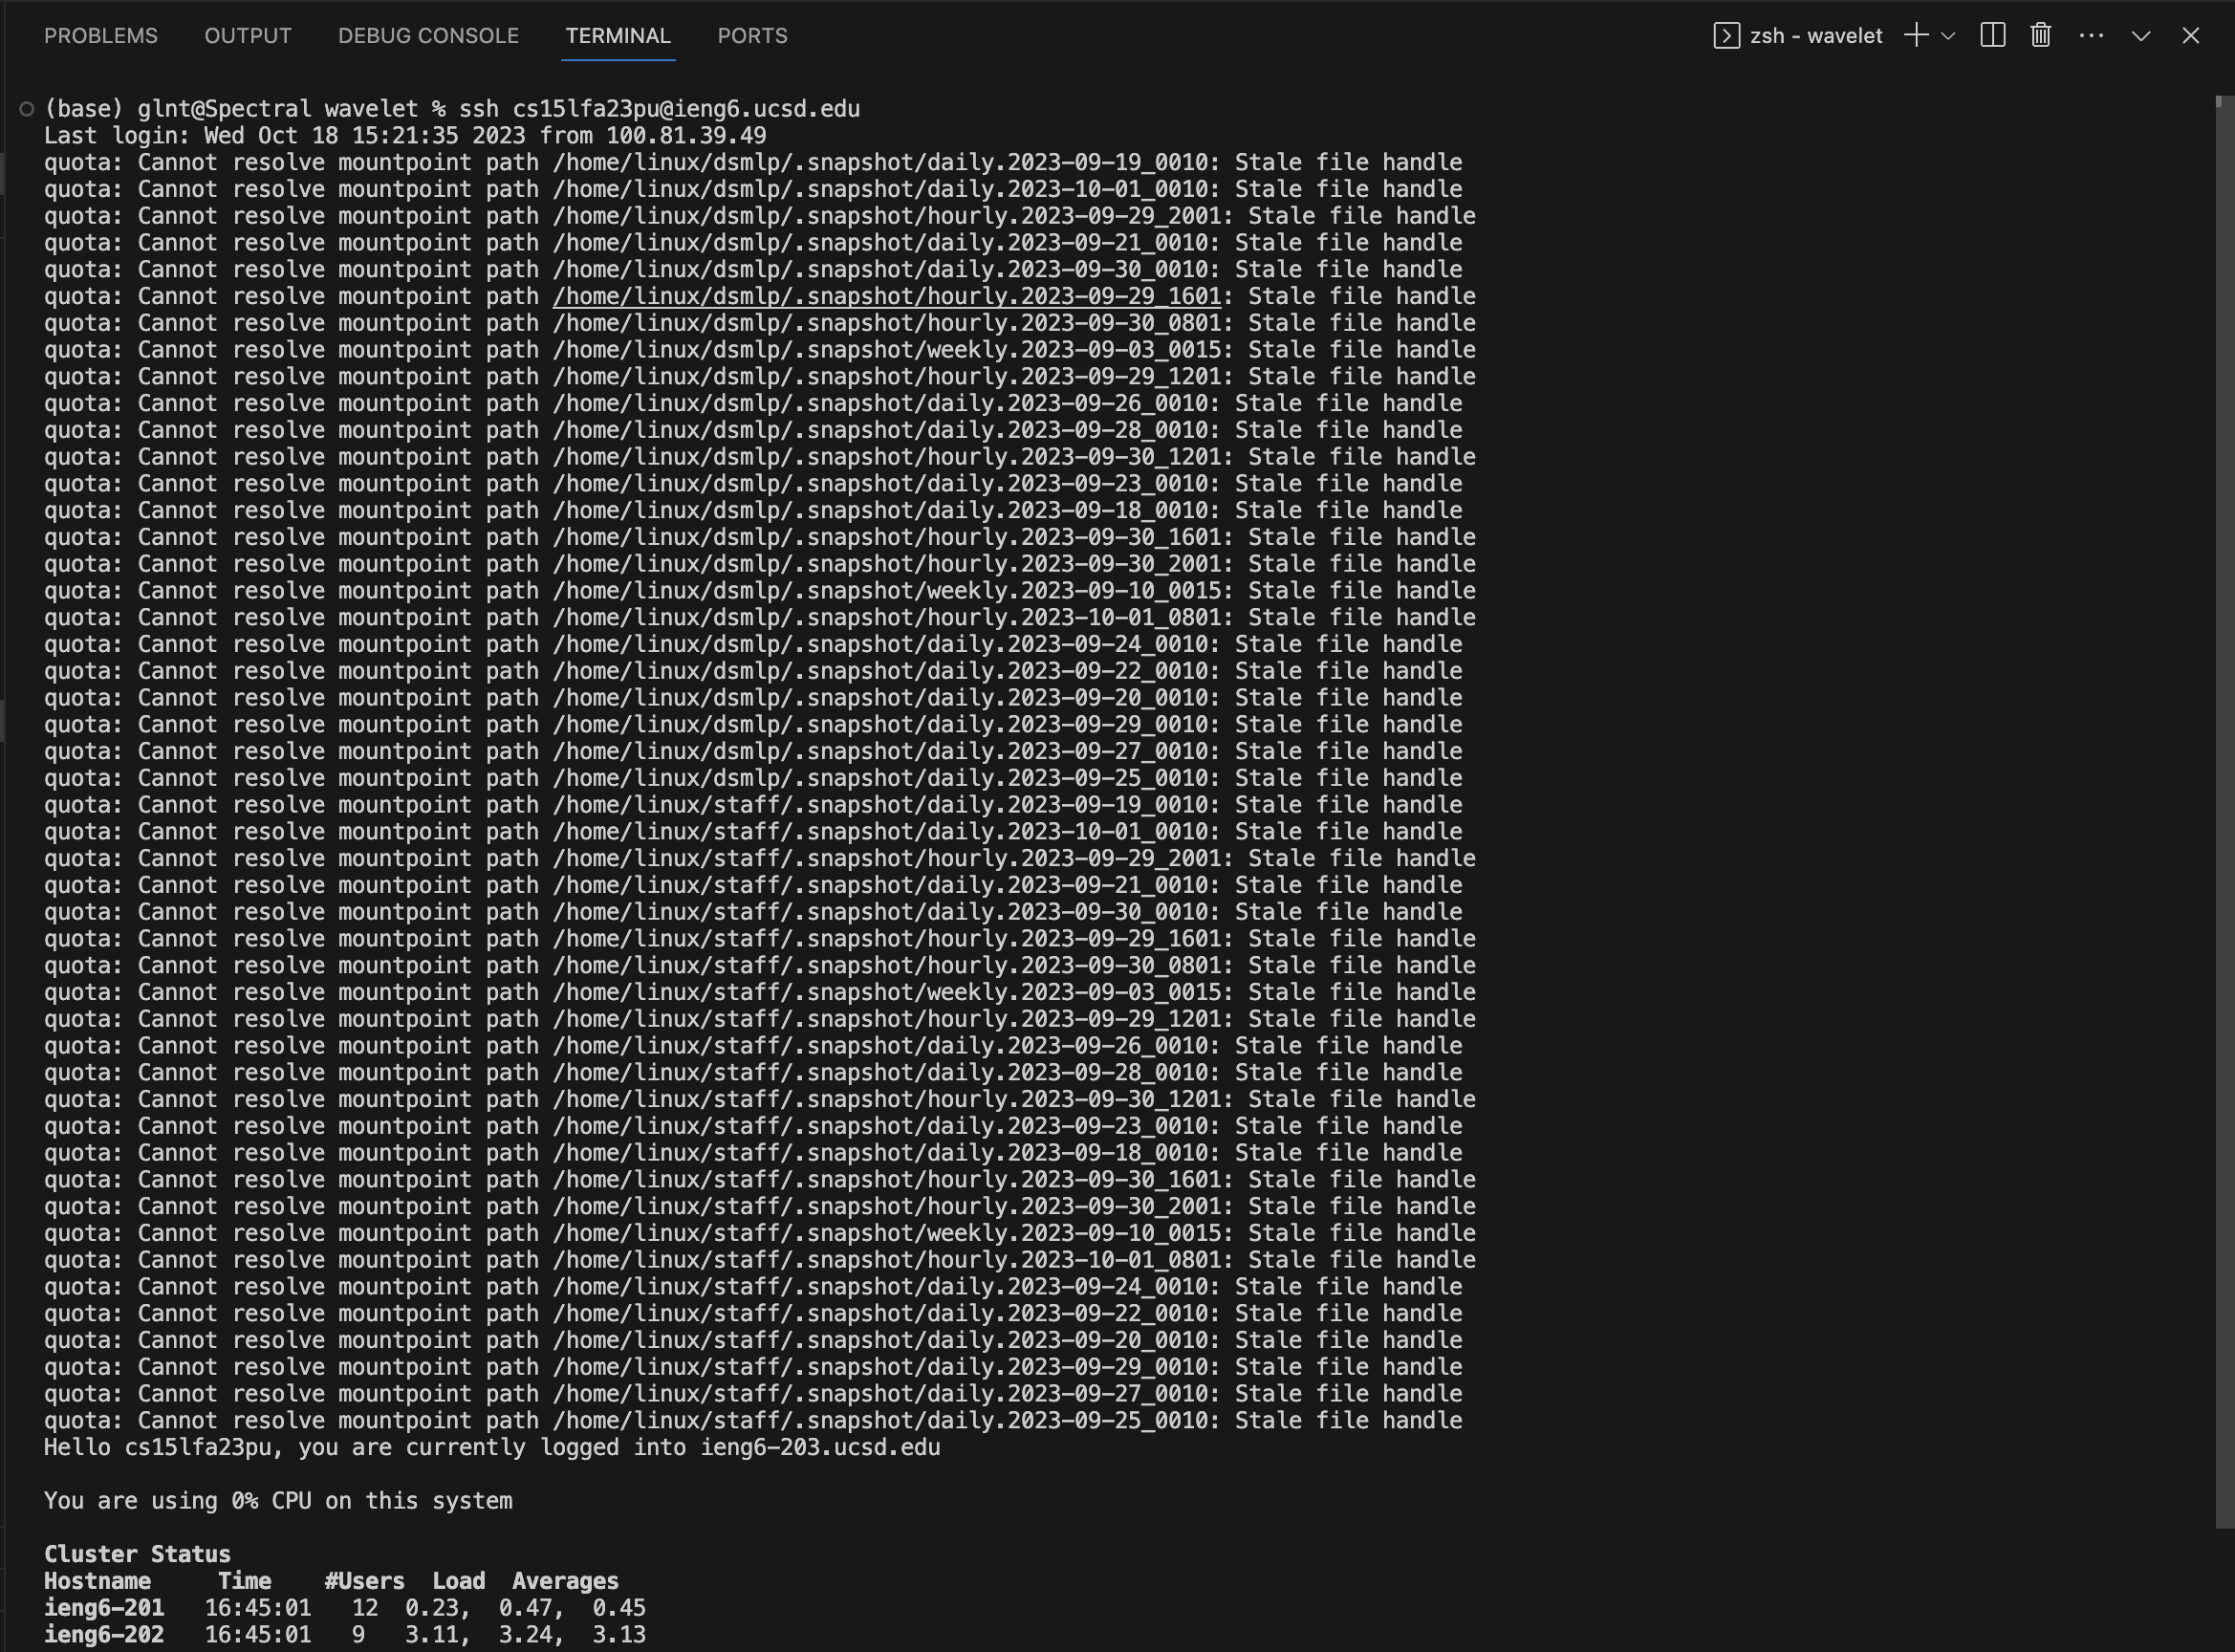 PROBLEMS OUTPUT DEBUG CONSOLE TERMINAL PORTS zsh - wavelet
(base) glnt@Spectral wavelet % ssh cs15lfa23pu@ieng6.ucsd.edu
Last login: Wed Oct 18 15:21:35 2023 from 100.81.39.49
quota: Cannot resolve mountpoint path /home/linux/dsmlp/.snapshot/daily.2023-09-19_0010: Stale file handle
quota: Cannot resolve mountpoint path /home/linux/dsmlp/.snapshot/daily.2023-10-01_0010: Stale file handle
quota: Cannot resolve mountpoint path /home/linux/dsmlp/.snapshot/hourly.2023-09-29_2001: Stale file handle
quota: Cannot resolve mountpoint path /home/linux/dsmlp/.snapshot/daily.2023-09-21_0010: Stale file handle
quota: Cannot resolve mountpoint path /home/linux/dsmlp/.snapshot/daily.2023-09-30_0010: Stale file handle
quota: Cannot resolve mountpoint path /home/linux/dsmlp/.snapshot/hourly.2023-09-29_1601: Stale file handle
quota: Cannot resolve mountpoint path /home/linux/dsmlp/.snapshot/hourly.2023-09-30_0801: Stale file handle
quota: Cannot resolve mountpoint path /home/linux/dsmlp/.snapshot/weekly.2023-09-03_0015: Stale file handle
quota: Cannot resolve mountpoint path /home/linux/dsmlp/.snapshot/hourly.2023-09-29_1201: Stale file handle
quota: Cannot resolve mountpoint path /home/linux/dsmlp/.snapshot/daily.2023-09-26_0010: Stale file handle
quota: Cannot resolve mountpoint path /home/linux/dsmlp/.snapshot/daily.2023-09-28_0010: Stale file handle
quota: Cannot resolve mountpoint path /home/linux/dsmlp/.snapshot/hourly.2023-09-30_1201: Stale file handle
quota: Cannot resolve mountpoint path /home/linux/dsmlp/.snapshot/daily.2023-09-23_0010: Stale file handle
quota: Cannot resolve mountpoint path /home/linux/dsmlp/.snapshot/daily.2023-09-18_0010: Stale file handle
quota: Cannot resolve mountpoint path /home/linux/dsmlp/.snapshot/hourly.2023-09-30_1601: Stale file handle
quota: Cannot resolve mountpoint path /home/linux/dsmlp/.snapshot/hourly.2023-09-30_2001: Stale file handle
quota: Cannot resolve mountpoint path /home/linux/dsmlp/.snapshot/weekly.2023-09-10_0015: Stale file handle
quota: Cannot resolve mountpoint path /home/linux/dsmlp/.snapshot/hourly.2023-10-01_0801: Stale file handle
quota: Cannot resolve mountpoint path /home/linux/dsmlp/.snapshot/daily.2023-09-24_0010: Stale file handle
quota: Cannot resolve mountpoint path /home/linux/dsmlp/.snapshot/daily.2023-09-22_0010: Stale file handle
quota: Cannot resolve mountpoint path /home/linux/dsmlp/.snapshot/daily.2023-09-20_0010: Stale file handle
quota: Cannot resolve mountpoint path /home/linux/dsmlp/.snapshot/daily.2023-09-29_0010: Stale file handle
quota: Cannot resolve mountpoint path /home/linux/dsmlp/.snapshot/daily.2023-09-27_0010: Stale file handle
quota: Cannot resolve mountpoint path /home/linux/dsmlp/.snapshot/daily.2023-09-25_0010: Stale file handle
quota: Cannot resolve mountpoint path /home/linux/staff/.snapshot/daily.2023-09-19_0010: Stale file handle
quota: Cannot resolve mountpoint path /home/linux/staff/.snapshot/daily.2023-10-01_0010: Stale file handle
quota: Cannot resolve mountpoint path /home/linux/staff/.snapshot/hourly.2023-09-29_2001: Stale file handle
quota: Cannot resolve mountpoint path /home/linux/staff/.snapshot/daily.2023-09-21_0010: Stale file handle
quota: Cannot resolve mountpoint path /home/linux/staff/.snapshot/daily.2023-09-30_0010: Stale file handle
quota: Cannot resolve mountpoint path /home/linux/staff/.snapshot/hourly.2023-09-29_1601: Stale file handle
quota: Cannot resolve mountpoint path /home/linux/staff/.snapshot/hourly.2023-09-30_0801: Stale file handle
quota: Cannot resolve mountpoint path /home/linux/staff/.snapshot/weekly.2023-09-03_0015: Stale file handle
quota: Cannot resolve mountpoint path /home/linux/staff/.snapshot/hourly.2023-09-29_1201: Stale file handle
quota: Cannot resolve mountpoint path /home/linux/staff/.snapshot/daily.2023-09-26_0010: Stale file handle
quota: Cannot resolve mountpoint path /home/linux/staff/.snapshot/daily.2023-09-28_0010: Stale file handle
quota: Cannot resolve mountpoint path /home/linux/staff/.snapshot/hourly.2023-09-30_1201: Stale file handle
quota: Cannot resolve mountpoint path /home/linux/staff/.snapshot/daily.2023-09-23_0010: Stale file handle
quota: Cannot resolve mountpoint path /home/linux/staff/.snapshot/daily.2023-09-18_0010: Stale file handle
quota: Cannot resolve mountpoint path /home/linux/staff/.snapshot/hourly.2023-09-30_1601: Stale file handle
quota: Cannot resolve mountpoint path /home/linux/staff/.snapshot/hourly.2023-09-30_2001: Stale file handle
quota: Cannot resolve mountpoint path /home/linux/staff/.snapshot/weekly.2023-09-10_0015: Stale file handle
quota: Cannot resolve mountpoint path /home/linux/staff/.snapshot/hourly.2023-10-01_0801: Stale file handle
quota: Cannot resolve mountpoint path /home/linux/staff/.snapshot/daily.2023-09-24_0010: Stale file handle
quota: Cannot resolve mountpoint path /home/linux/staff/.snapshot/daily.2023-09-22_0010: Stale file handle
quota: Cannot resolve mountpoint path /home/linux/staff/.snapshot/daily.2023-09-20_0010: Stale file handle
quota: Cannot resolve mountpoint path /home/linux/staff/.snapshot/daily.2023-09-29_0010: Stale file handle
quota: Cannot resolve mountpoint path /home/linux/staff/.snapshot/daily.2023-09-27_0010: Stale file handle
quota: Cannot resolve mountpoint path /home/linux/staff/.snapshot/daily.2023-09-25_0010: Stale file handle
Hello cs15lfa23pu, you are currently logged into ieng6-203.ucsd.edu
You are using 0% CPU on this system
Cluster Status
Hostname Time #Users Load Averages
ieng6-201 16:45:01 12 0.23, 0.47, 0.45
ieng6-202 16:45:01 9 3.11, 3.24, 3.13